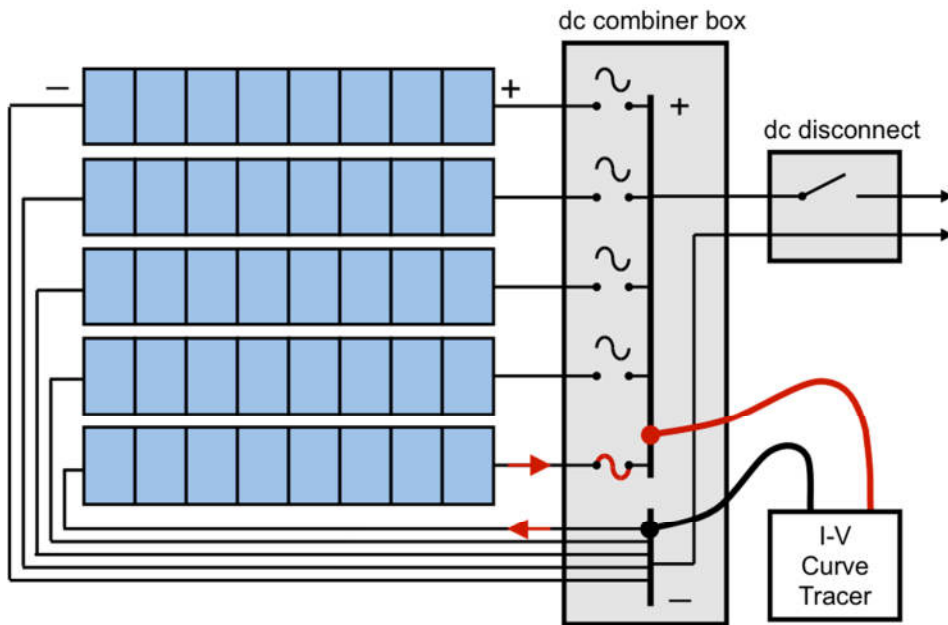 dc combiner box
dc disconnect
−
+
+
I-V
Curve
Tracer
−